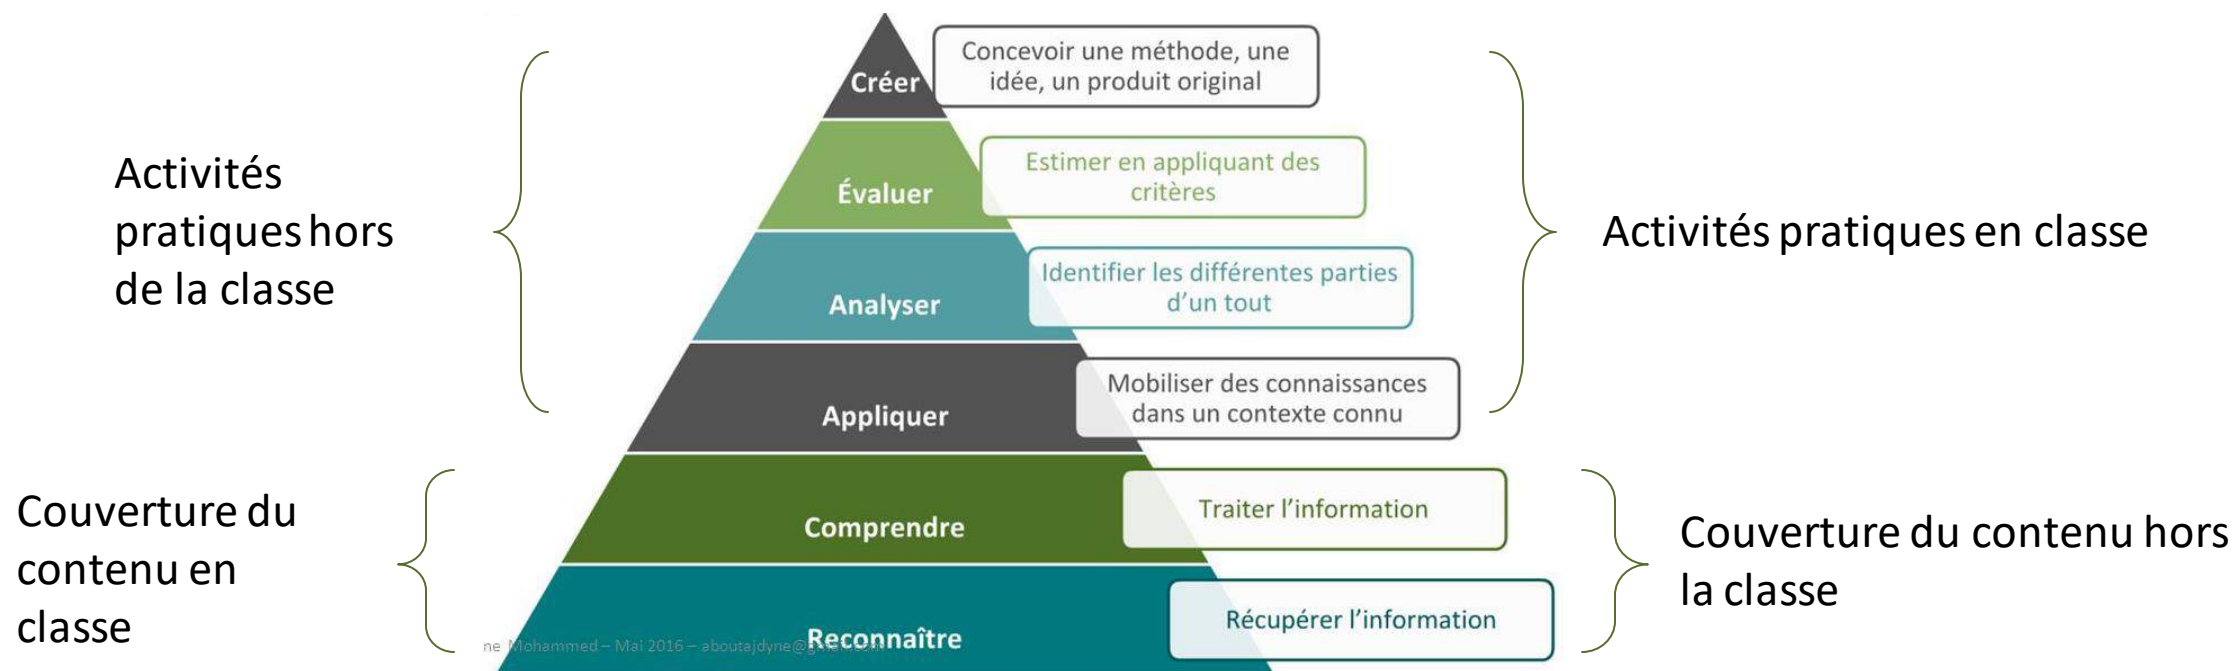 Créer
Concevoir une méthode, une
idée, un produit original
Activités
pratiques hors
de la classe
Évaluer
Estimer en appliquant des
critères
Activités pratiques en classe
Analyser
Identifier les différentes parties
d'un tout
Appliquer
Mobiliser des connaissances
dans un contexte connu
Couverture du
contenu en
classe
Comprendre
Traiter l'information
Couverture du contenu hors
la classe
Reconnaître
Récupérer l'information
ne Mohammed – Mai 2016 – aboutajdyne@gmail.com